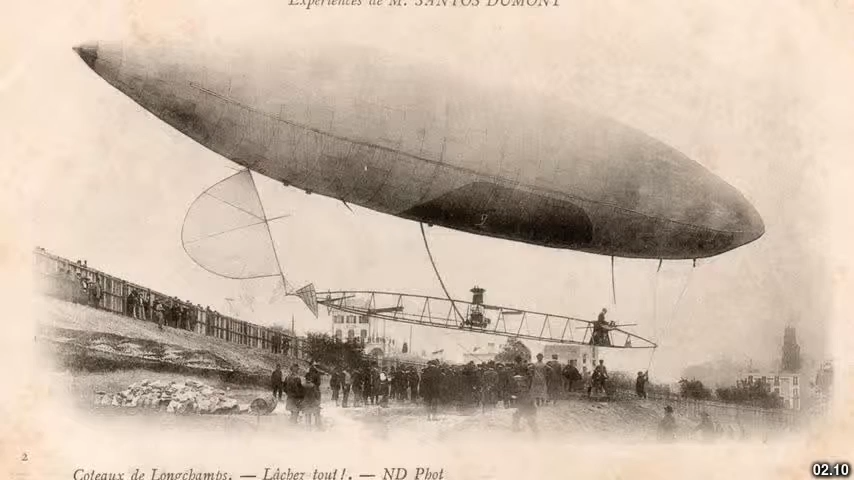 Expériences de M. SANTOS DUMONT
2
Coteaux de Longchamps. — Lâchez tout!. — ND Phot
02.10